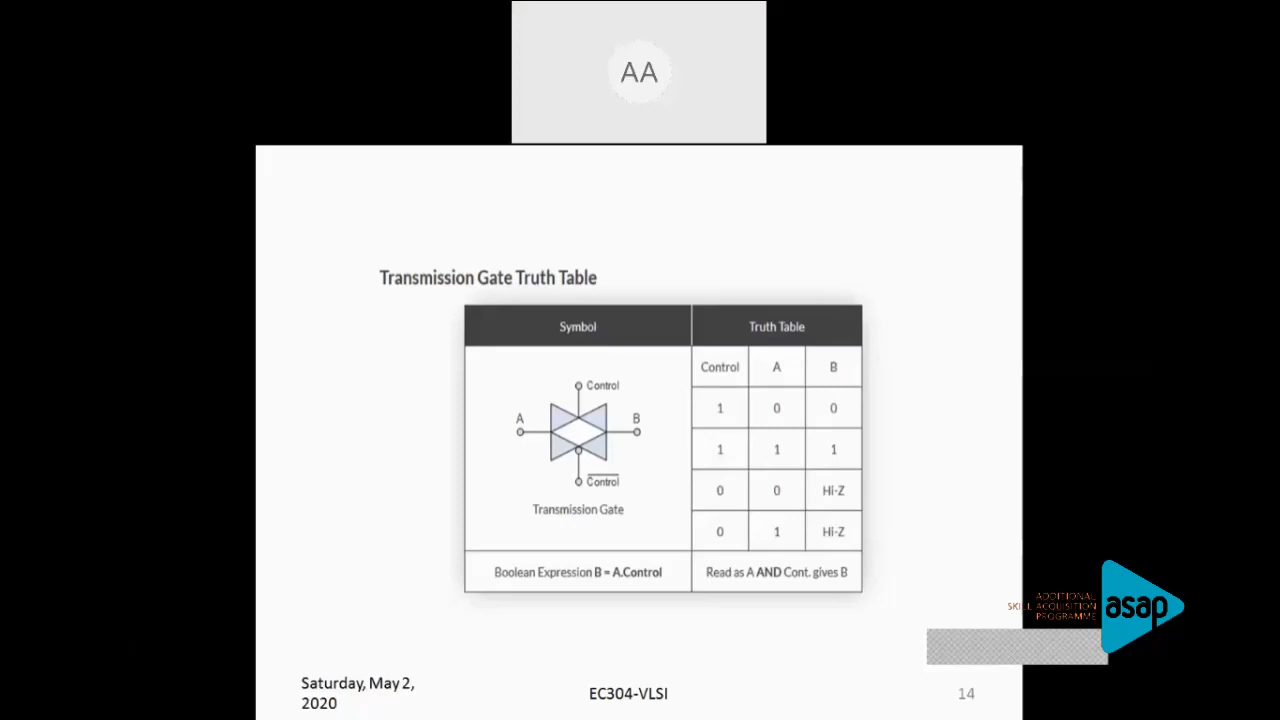 AA
Transmission Gate Truth Table
Symbol Truth Table
Control A B
1 0 0
1 1 1
0 0 Hi-Z
0 1 Hi-Z
Control
A B
Control
Transmission Gate
Boolean Expression B = A.Control Read as A AND Cont. gives B
ADDITIONAL
SKILL ACQUISITION
PROGRAMME
asap
Saturday, May 2,
2020
EC304-VLSI
14